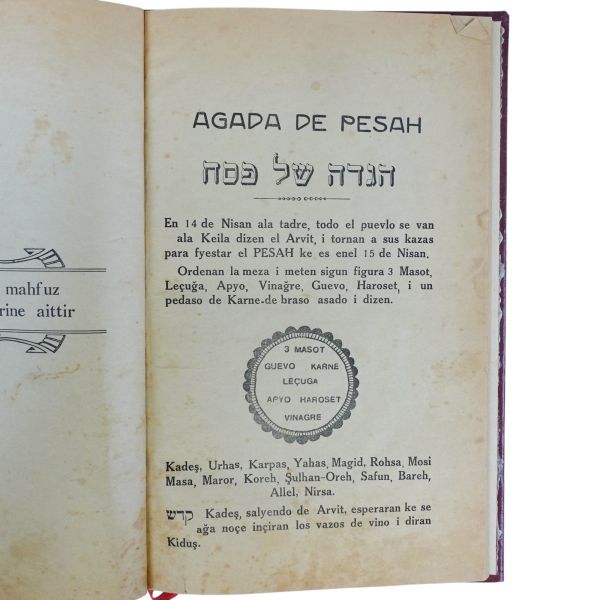 mahfuz
rine aittir
AGADA DE PESAH
הגדה של פסח
En 14 de Nisan ala tadre, todo el puevlo se van
ala Keila dizen el Arvit, i tornan a sus kazas
para fyestar el PESAH ke es enel 15 de Nisan.
Ordenan la meza i meten sigun figura 3 Masot,
Leçuğa, Apyo, Vinağre, Guevo, Haroset, i un
pedaso de Karne-de braso asado i dizen.
3 MASOT
GUEVO KARNE
LEÇUGA
APYO HAROSET
VINAGRE
Kadeş, Urhas, Karpas, Yahas, Magid, Rohsa, Mosi
Masa, Maror, Koreh, Şulhan-Oreh, Safun, Bareh,
Allel, Nirsa.
קדש Kadeş, salyendo de Arvit, esperaran ke se
ağa noçe inçiran los vazos de vino i diran
Kiduş.